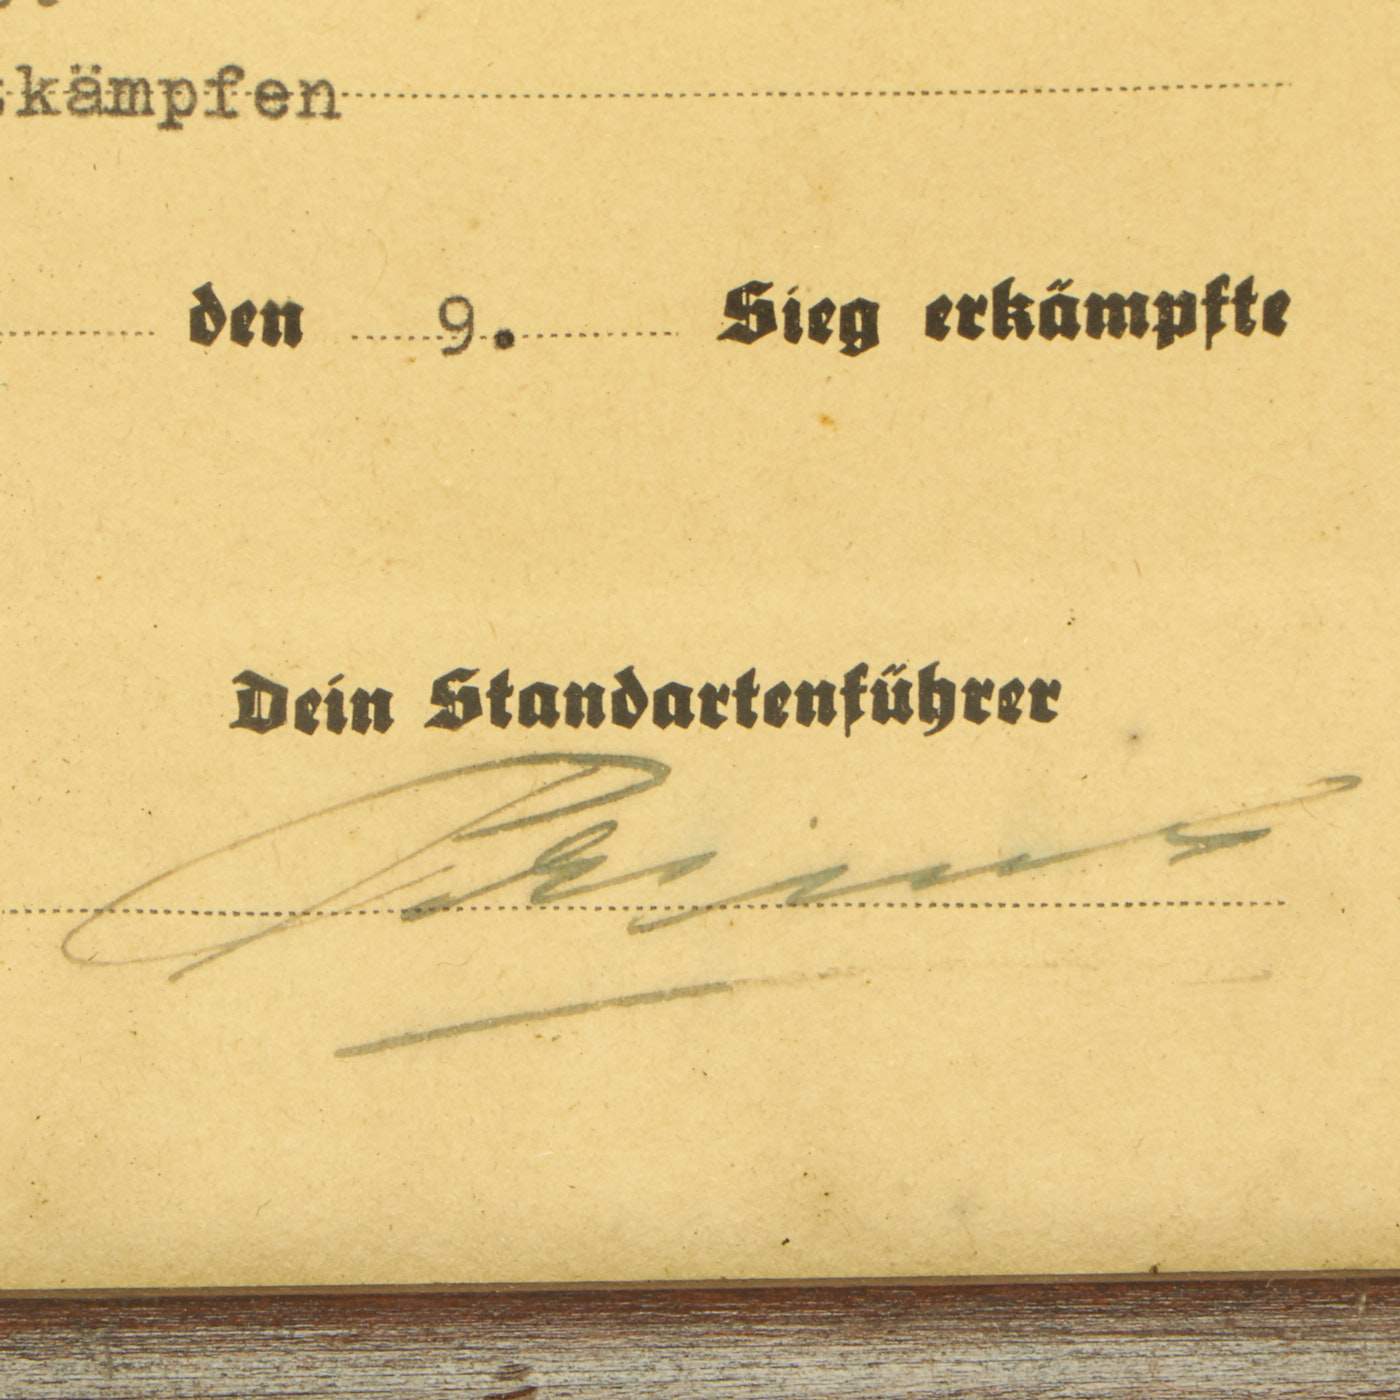 kämpfen
den 9. Sieg erkämpfte
Dein Standartenführer